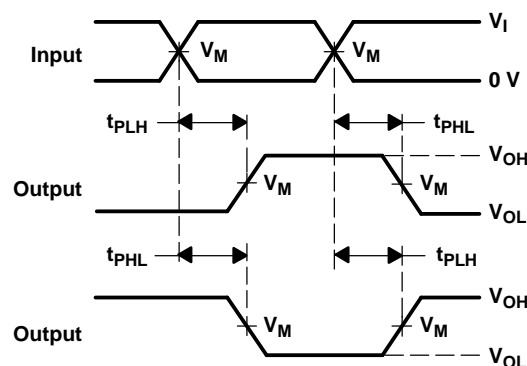 V_I
Input V_M V_M
0 V
t_PLH t_PHL
V_OH
Output V_M V_M
V_OL
t_PHL t_PLH
V_OH
Output V_M V_M
V_OL